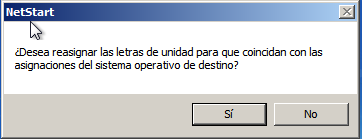 NetStart
¿Desea reasignar las letras de unidad para que coincidan con las
asignaciones del sistema operativo de destino?
Sí
No